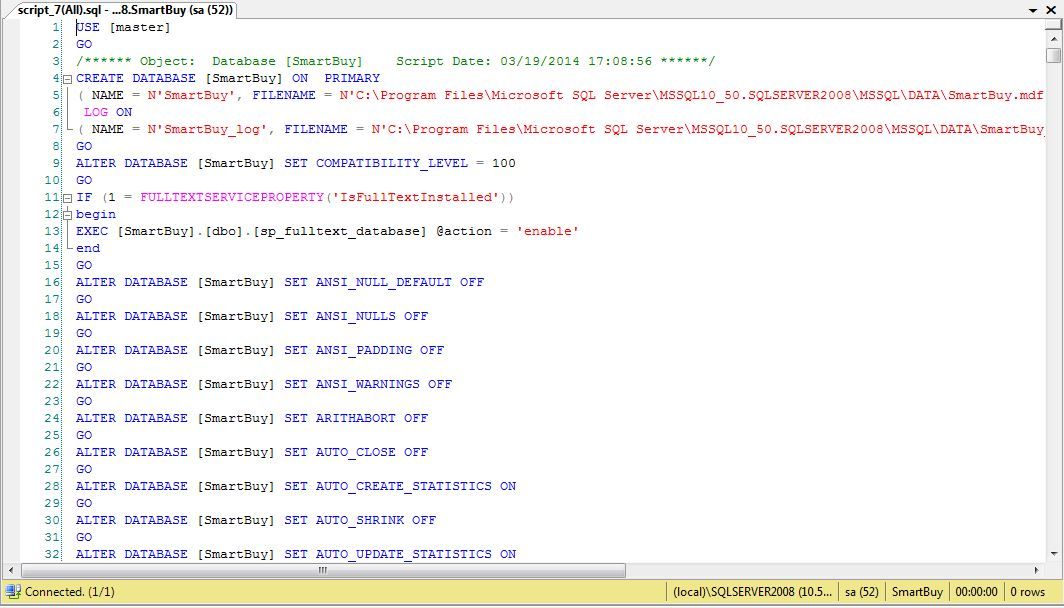 script_7(All).sql - ...8.SmartBuy (sa (52))
1 USE [master]
2 GO
3 /****** Object:  Database [SmartBuy]    Script Date: 03/19/2014 17:08:56 ******/
4 CREATE DATABASE [SmartBuy] ON  PRIMARY
5 ( NAME = N'SmartBuy', FILENAME = N'C:\Program Files\Microsoft SQL Server\MSSQL10_50.SQLSERVER2008\MSSQL\DATA\SmartBuy.mdf
6  LOG ON
7 ( NAME = N'SmartBuy_log', FILENAME = N'C:\Program Files\Microsoft SQL Server\MSSQL10_50.SQLSERVER2008\MSSQL\DATA\SmartBuy_
8 GO
9 ALTER DATABASE [SmartBuy] SET COMPATIBILITY_LEVEL = 100
10 GO
11 IF (1 = FULLTEXTSERVICEPROPERTY('IsFullTextInstalled'))
12 begin
13 EXEC [SmartBuy].[dbo].[sp_fulltext_database] @action = 'enable'
14 end
15 GO
16 ALTER DATABASE [SmartBuy] SET ANSI_NULL_DEFAULT OFF
17 GO
18 ALTER DATABASE [SmartBuy] SET ANSI_NULLS OFF
19 GO
20 ALTER DATABASE [SmartBuy] SET ANSI_PADDING OFF
21 GO
22 ALTER DATABASE [SmartBuy] SET ANSI_WARNINGS OFF
23 GO
24 ALTER DATABASE [SmartBuy] SET ARITHABORT OFF
25 GO
26 ALTER DATABASE [SmartBuy] SET AUTO_CLOSE OFF
27 GO
28 ALTER DATABASE [SmartBuy] SET AUTO_CREATE_STATISTICS ON
29 GO
30 ALTER DATABASE [SmartBuy] SET AUTO_SHRINK OFF
31 GO
32 ALTER DATABASE [SmartBuy] SET AUTO_UPDATE_STATISTICS ON
Connected. (1/1) (local)\SQLSERVER2008 (10.5... sa (52) SmartBuy 00:00:00 0 rows